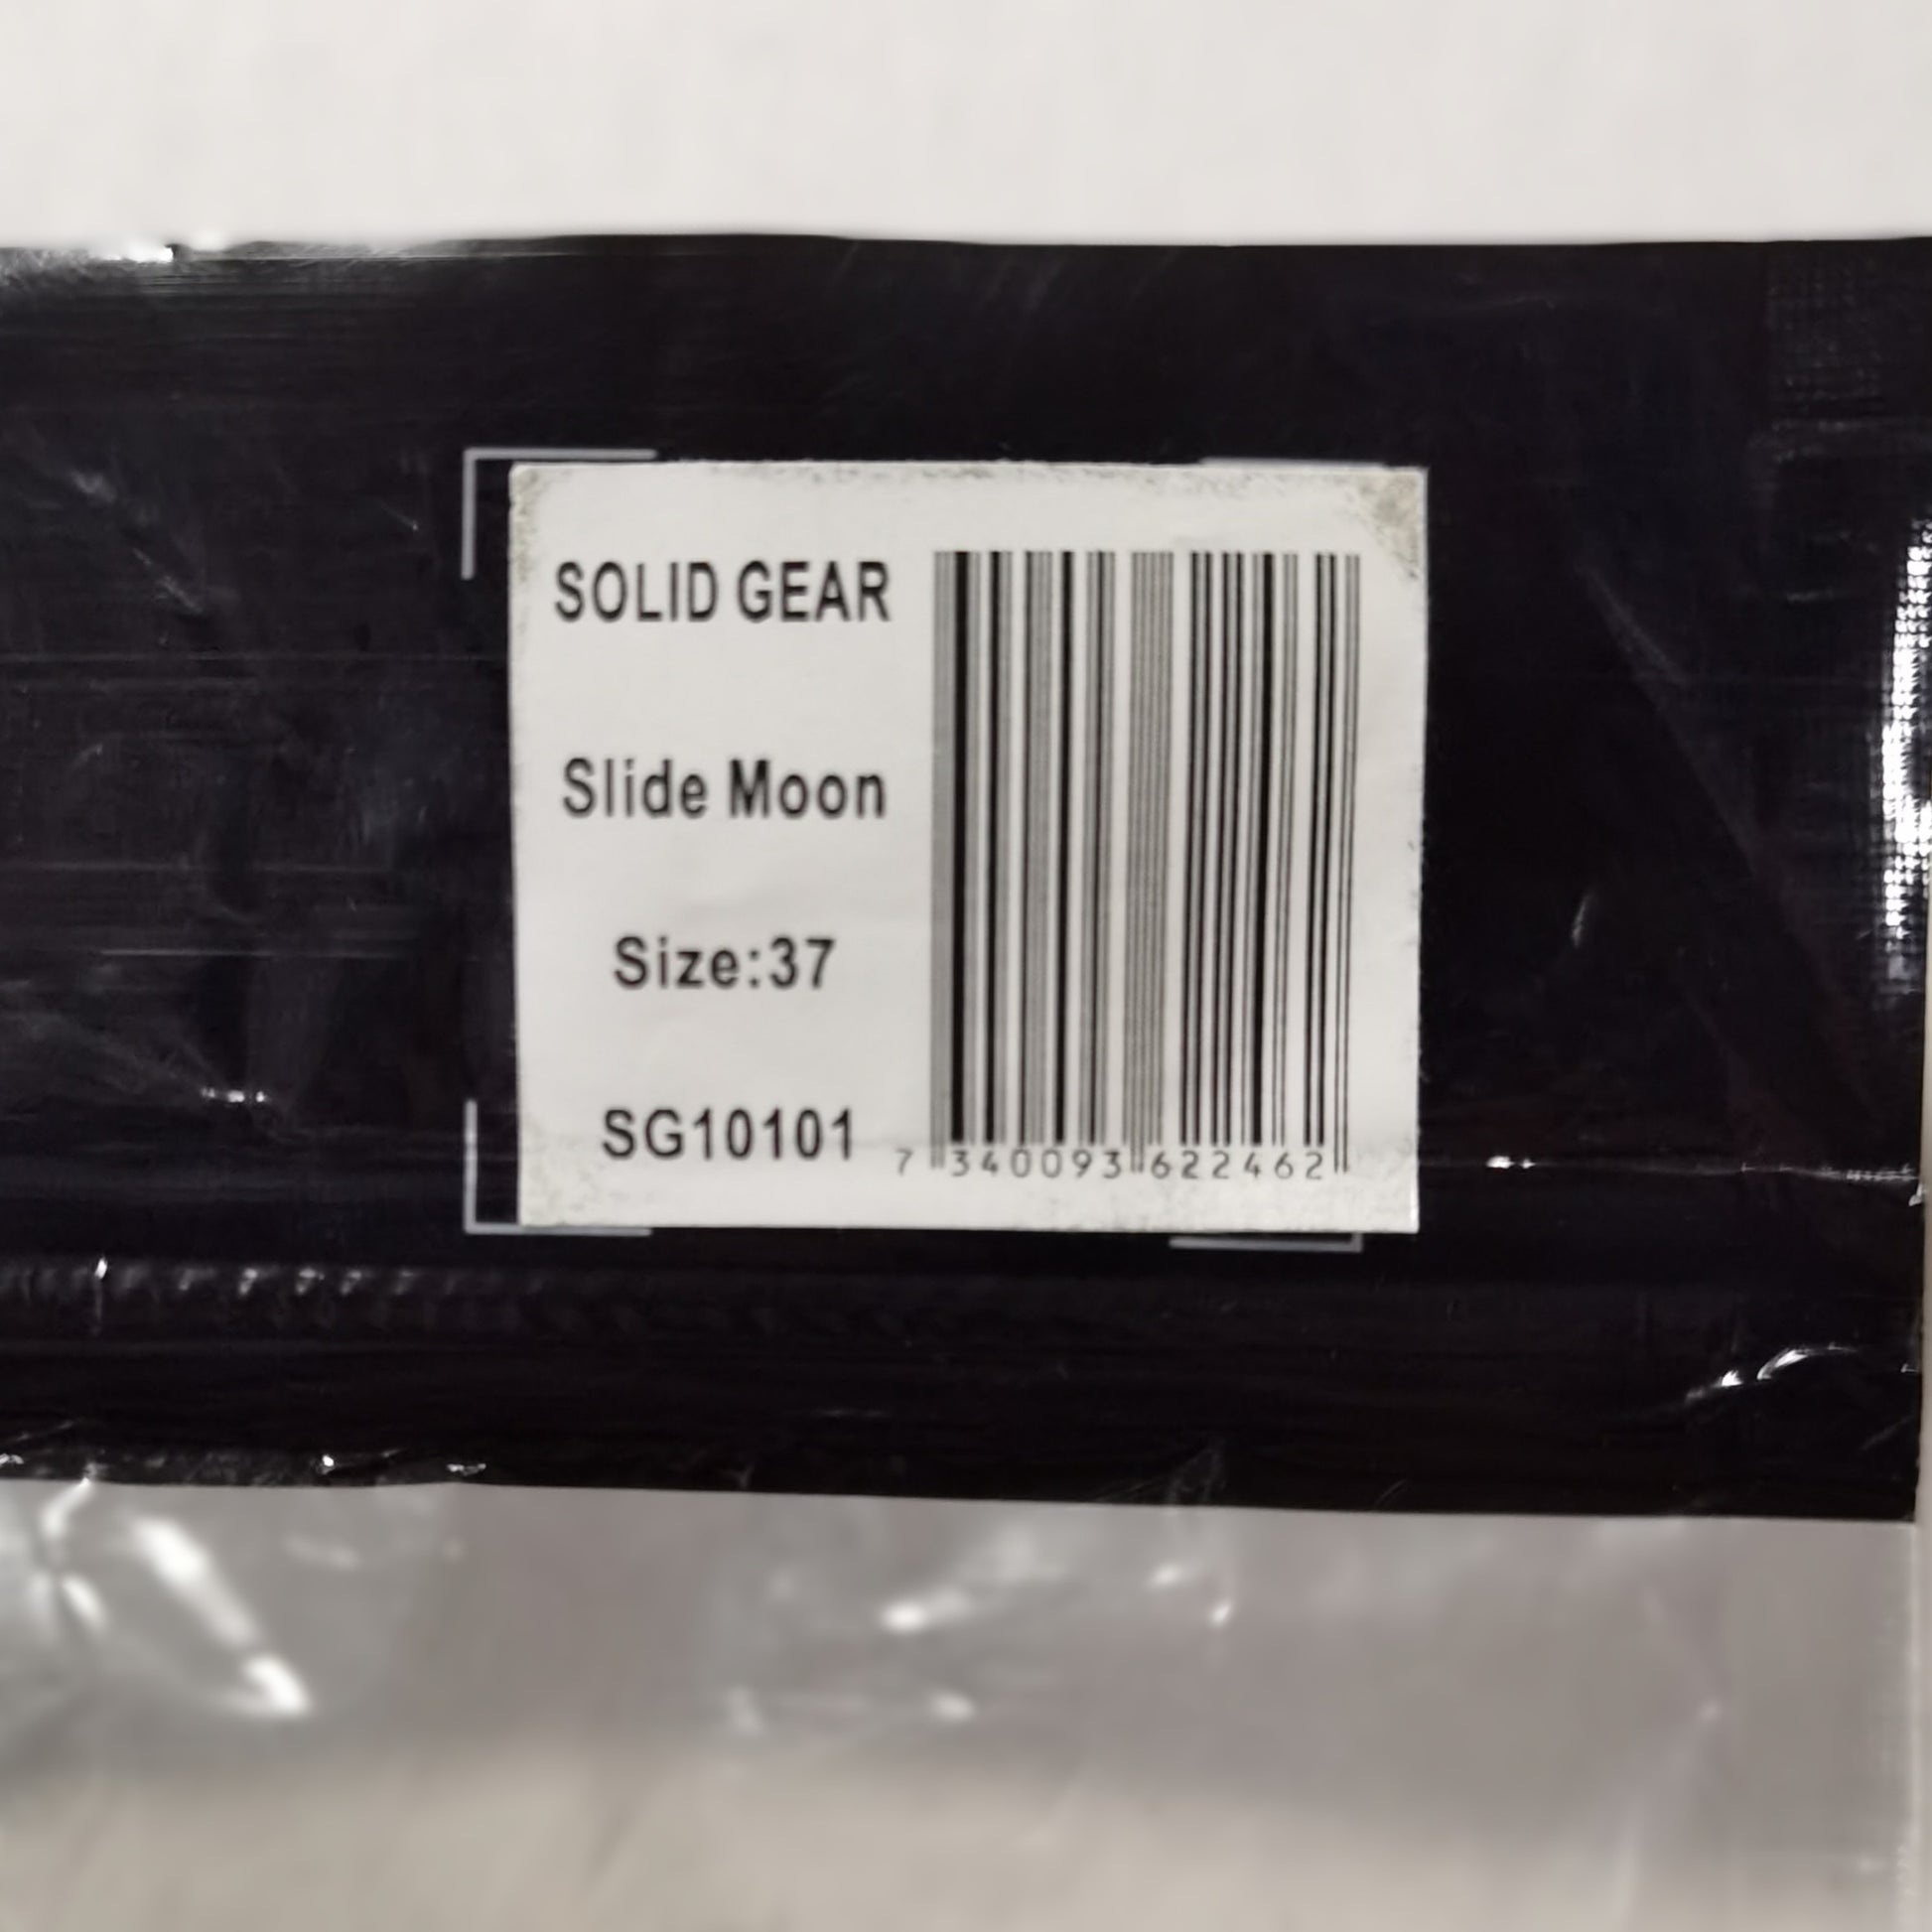 SOLID GEAR
Slide Moon
Size:37
SG10101
7 340093 622462